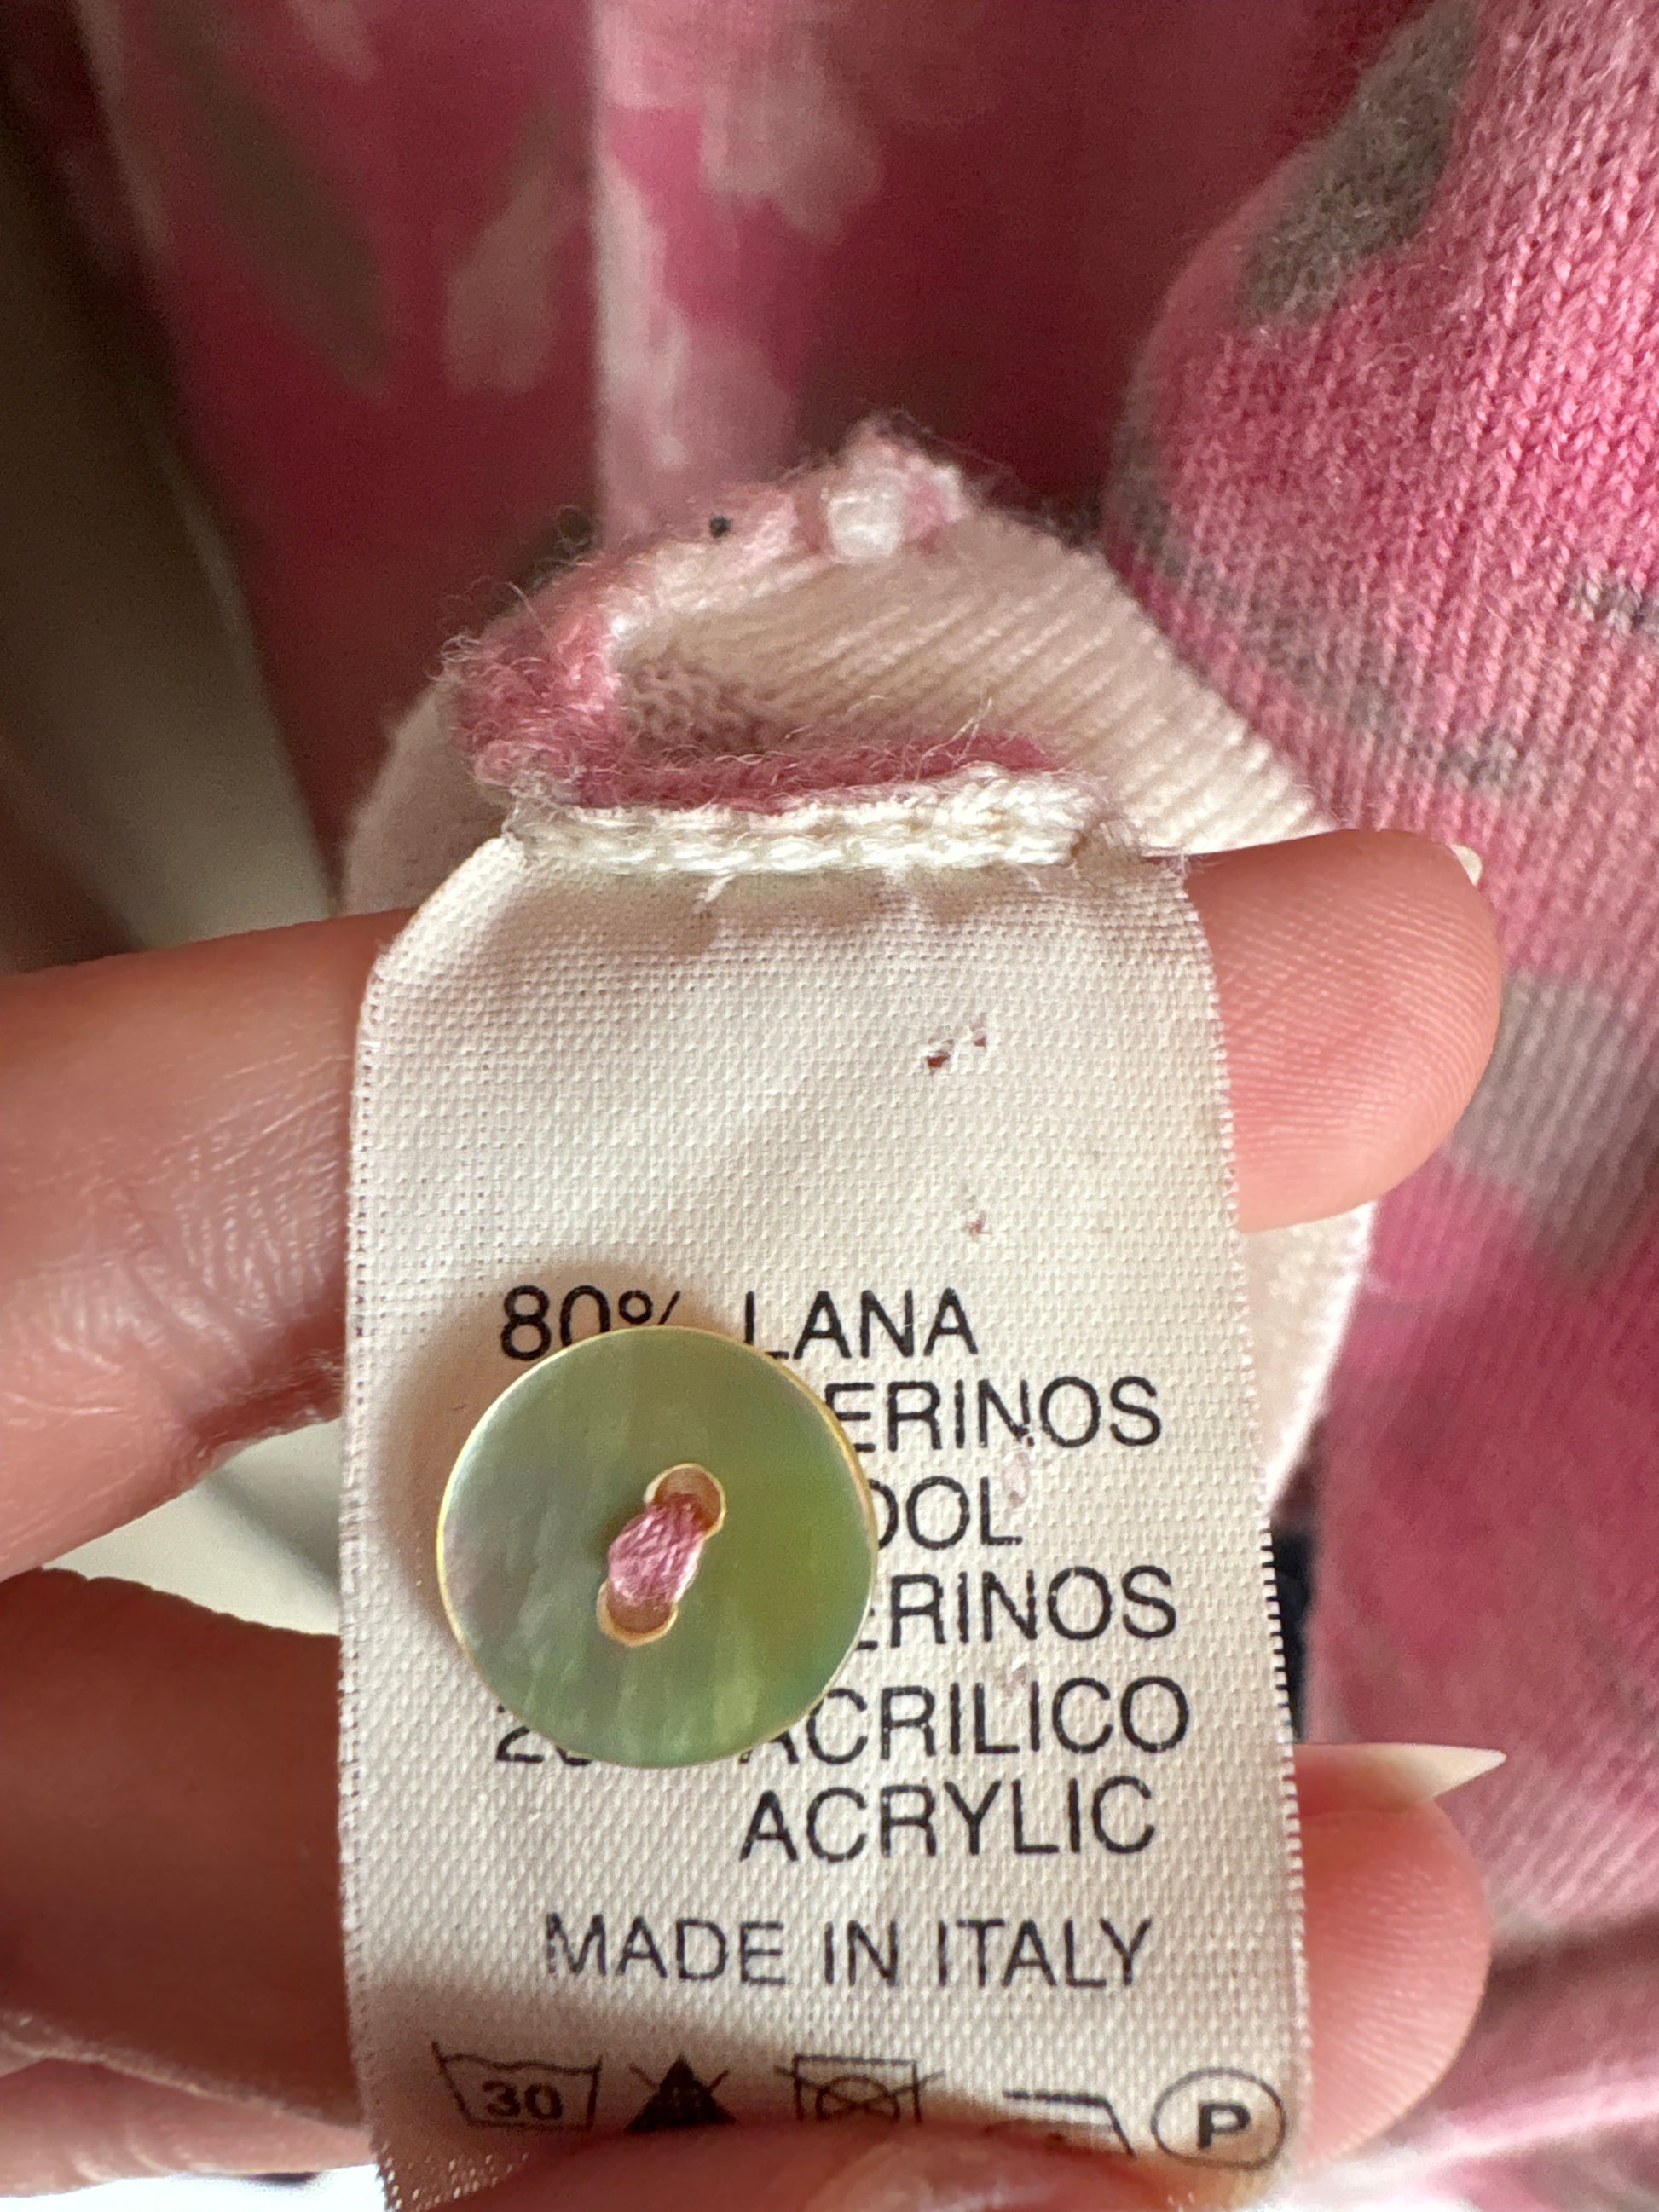 80% LANA
ERINOS
OOL
ERINOS
ACRILICO
ACRYLIC
MADE IN ITALY
30
P